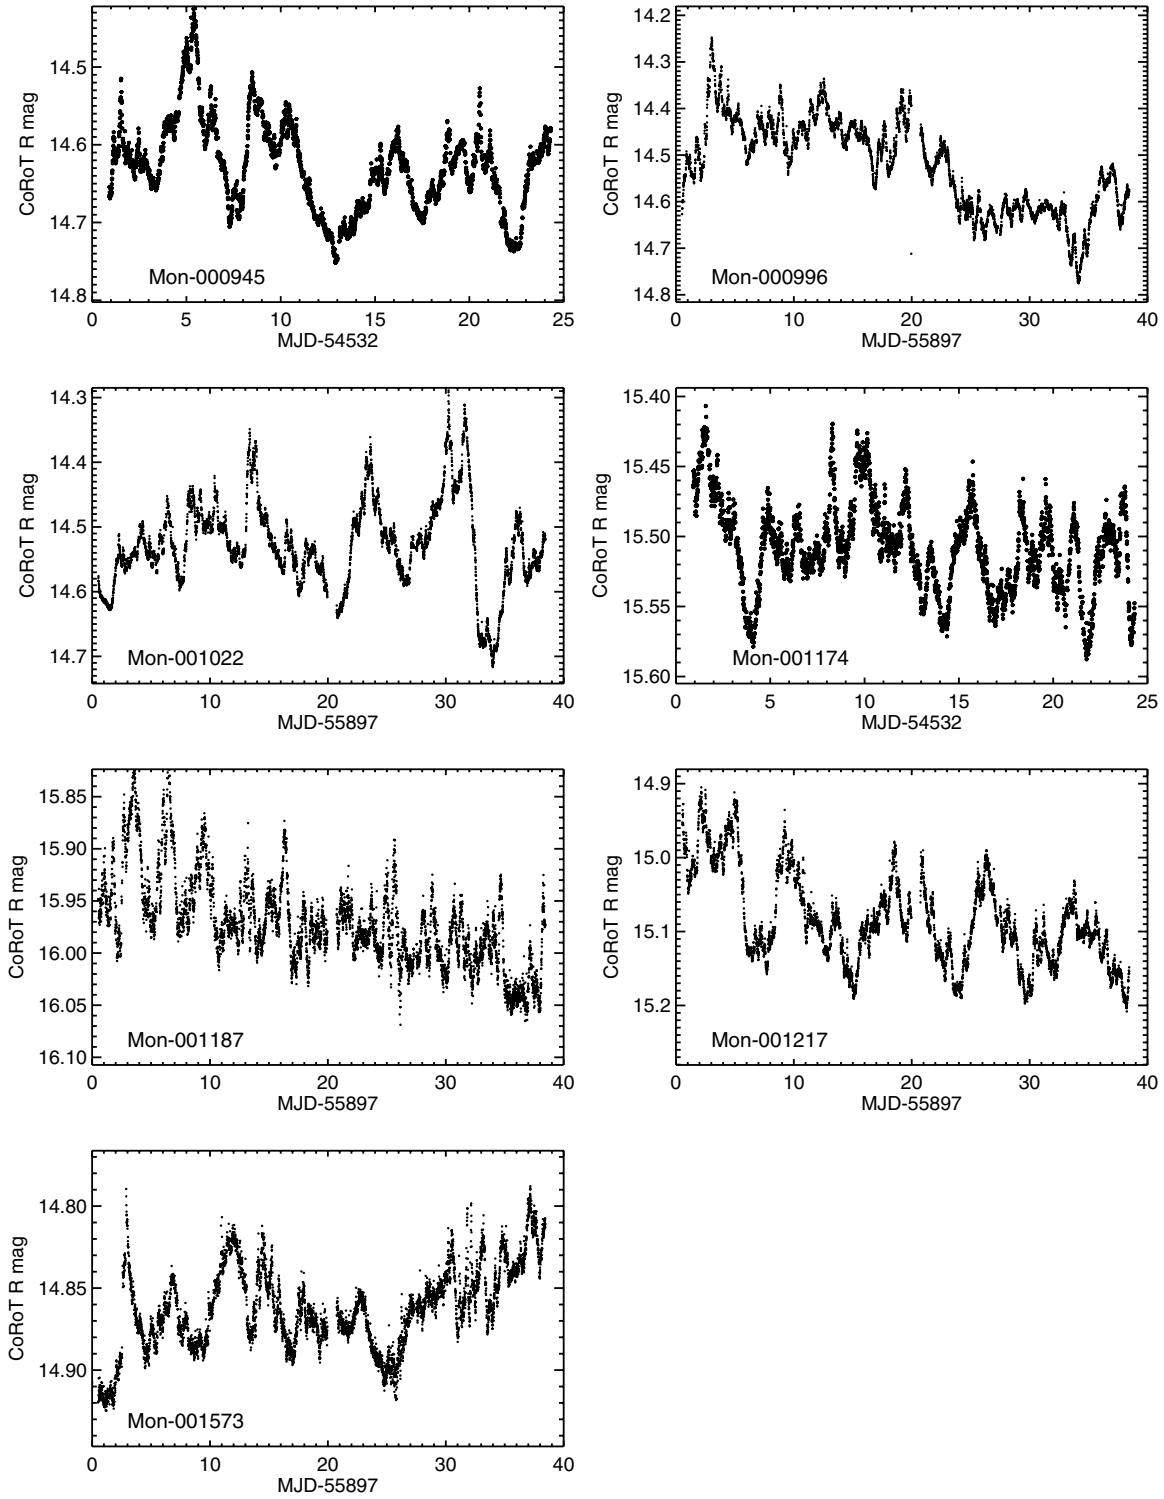 CoRoT R mag
14.5
14.6
14.7
14.8
Mon-000945
0 5 10 15 20 25
MJD-54532
CoRoT R mag
14.2
14.3
14.4
14.5
14.6
14.7
14.8
Mon-000996
0 10 20 30 40
MJD-55897
CoRoT R mag
14.3
14.4
14.5
14.6
14.7
Mon-001022
0 10 20 30 40
MJD-55897
CoRoT R mag
15.40
15.45
15.50
15.55
15.60
Mon-001174
0 5 10 15 20 25
MJD-54532
CoRoT R mag
15.85
15.90
15.95
16.00
16.05
16.10
Mon-001187
0 10 20 30 40
MJD-55897
CoRoT R mag
14.9
15.0
15.1
15.2
Mon-001217
0 10 20 30 40
MJD-55897
CoRoT R mag
14.80
14.85
14.90
Mon-001573
0 10 20 30 40
MJD-55897